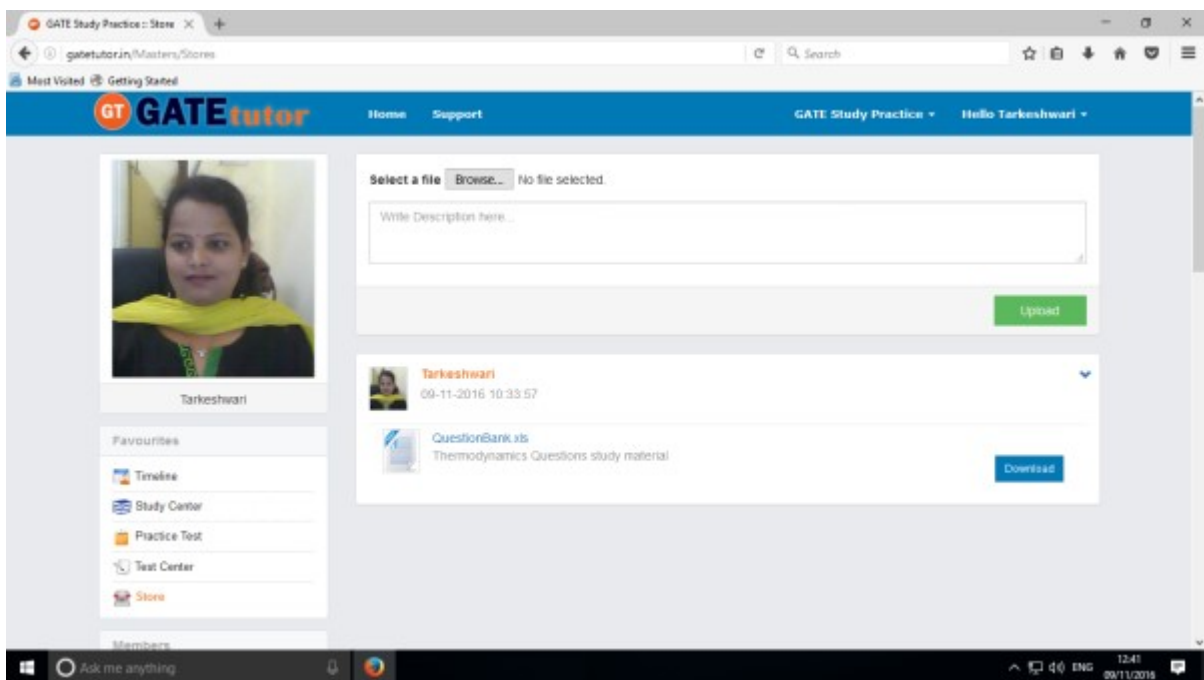 GATE Study Practice :: Store
gatetutor.in/Masters/Stores
Search
Most Visited Getting Started
GT GATEtutor Home Support GATE Study Practice Hello Tarkeshwari
Select a file Browse... No file selected.
Write Description here...
Upload
Tarkeshwari
Tarkeshwari
09-11-2016 10:33:57
QuestionBank.xls
Thermodynamics Questions study material
Download
Favourites
Timeline
Study Center
Practice Test
Test Center
Store
Members
Ask me anything
ENG
12:41
09/11/2016